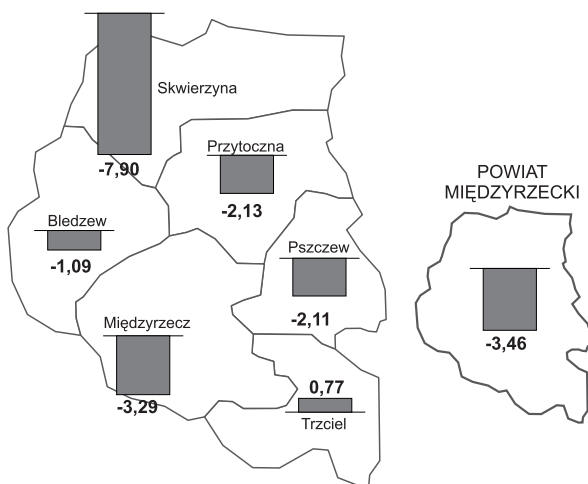 Skwierzyna
-7,90
Przytoczna
-2,13
POWIAT
MIĘDZYRZECKI
Bledzew
-1,09
Pszczew
-2,11
-3,46
Międzyrzecz
-3,29
0,77
Trzciel